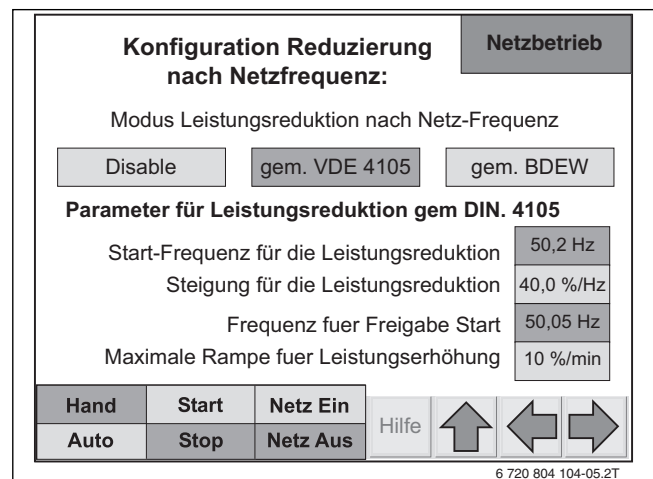 Konfiguration Reduzierung
nach Netzfrequenz:
Netzbetrieb
Modus Leistungsreduktion nach Netz-Frequenz
Disable gem. VDE 4105 gem. BDEW
Parameter für Leistungsreduktion gem DIN. 4105
Start-Frequenz für die Leistungsreduktion 50,2 Hz
Steigung für die Leistungsreduktion 40,0 %/Hz
Frequenz fuer Freigabe Start 50,05 Hz
Maximale Rampe fuer Leistungserhöhung 10 %/min
Hand Start Netz Ein
Hilfe
Auto Stop Netz Aus
6 720 804 104-05.2T